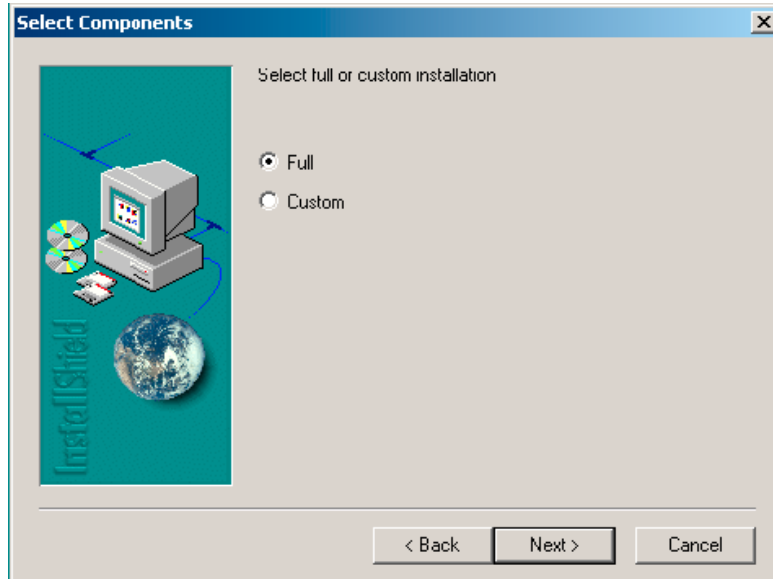 Select Components
Select full or custom installation
Full
Custom
InstallShield
< Back
Next >
Cancel